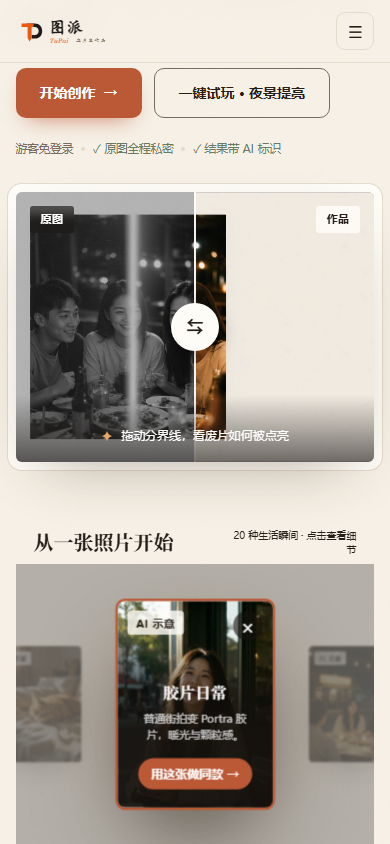 图派
TuPai
☰
开始创作 →
一键试玩 • 夜景提亮
游客免登录 • ✓ 原图全程私密 • ✓ 结果带 AI 标识
原图
作品
✦ 拖动分界线，看废片如何被点亮
从一张照片开始
20 种生活瞬间 · 点击查看细
节
AI 示意
×
胶片日常
普通街拍变 Portra 胶
片，暖光与颗粒感。
用这张做同款 →